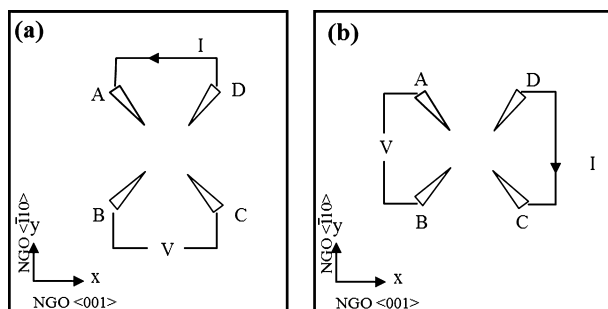 (a)
I
A
D
B
C
V
NGO <1̄10>
y
x
NGO <001>
(b)
A
D
V
I
B
C
NGO <1̄10>
y
x
NGO <001>